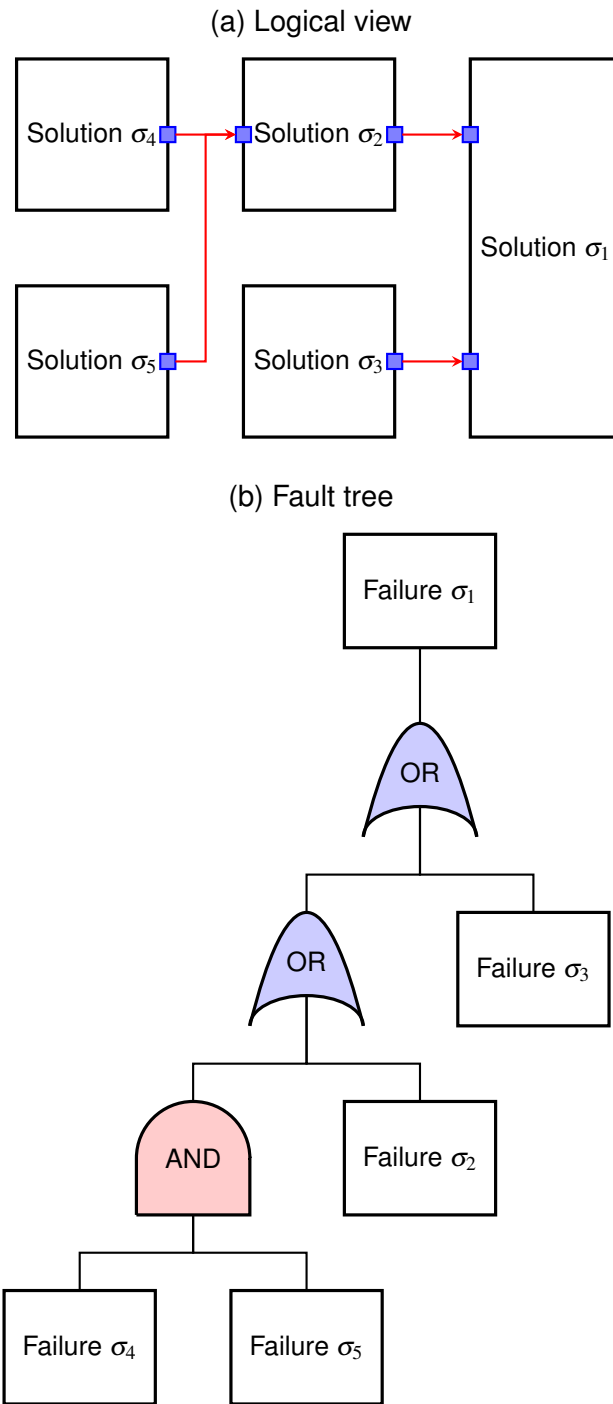 (a) Logical view
Solution σ4
Solution σ2
Solution σ1
Solution σ5
Solution σ3
(b) Fault tree
Failure σ1
OR
OR
Failure σ3
AND
Failure σ2
Failure σ4
Failure σ5